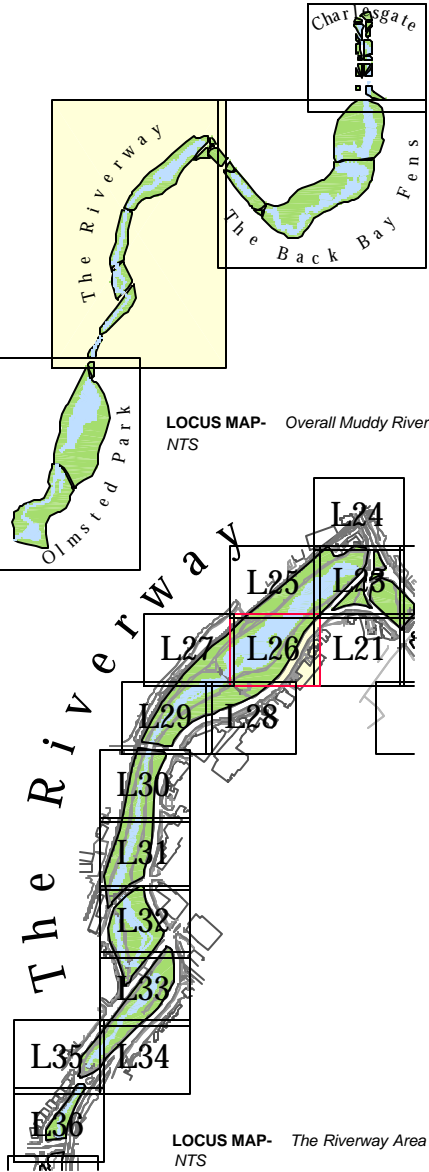 Charlesgate
The Riverway
The Back Bay Fens
Olmsted Park
LOCUS MAP- Overall Muddy River
NTS
The Riverway
L24
L25
L23
L27
L26
L21
L29
L28
L30
L31
L32
L33
L35
L34
L36
LOCUS MAP- The Riverway Area
NTS